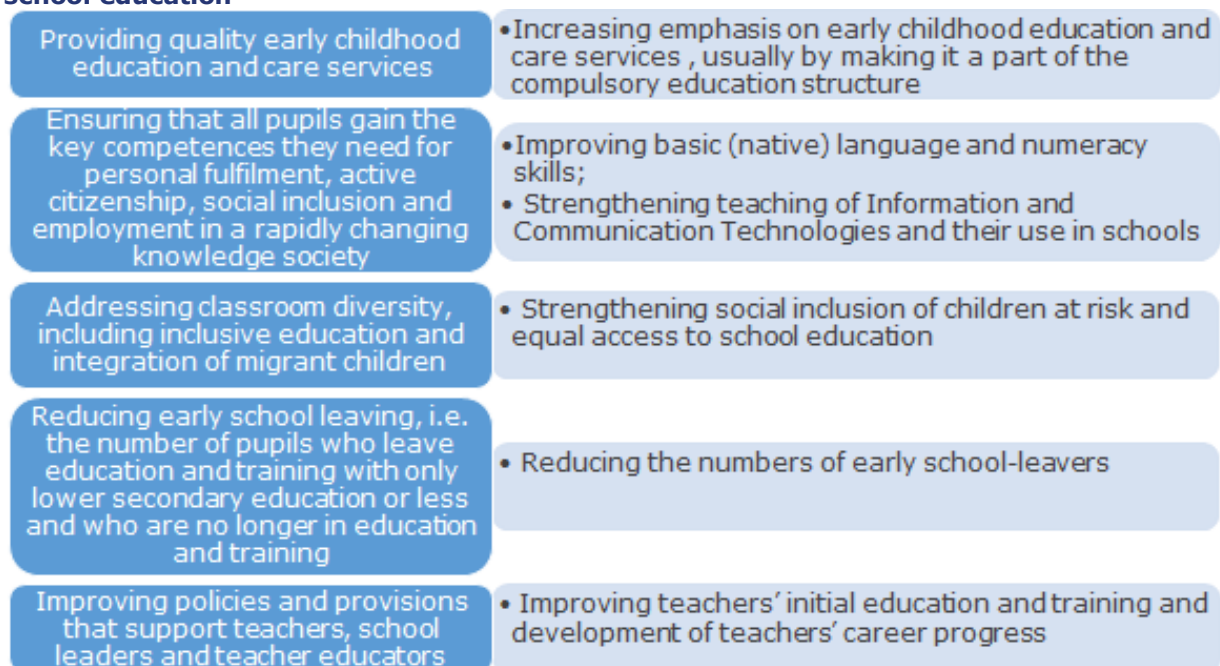 School education
Providing quality early childhood
education and care services
•Increasing emphasis on early childhood education and
care services , usually by making it a part of the
compulsory education structure
Ensuring that all pupils gain the
key competences they need for
personal fulfilment, active
citizenship, social inclusion and
employment in a rapidly changing
knowledge society
•Improving basic (native) language and numeracy
skills;
• Strengthening teaching of Information and
Communication Technologies and their use in schools
Addressing classroom diversity,
including inclusive education and
integration of migrant children
• Strengthening social inclusion of children at risk and
equal access to school education
Reducing early school leaving, i.e.
the number of pupils who leave
education and training with only
lower secondary education or less
and who are no longer in education
and training
• Reducing the numbers of early school-leavers
Improving policies and provisions
that support teachers, school
leaders and teacher educators
• Improving teachers’ initial education and training and
development of teachers’ career progress